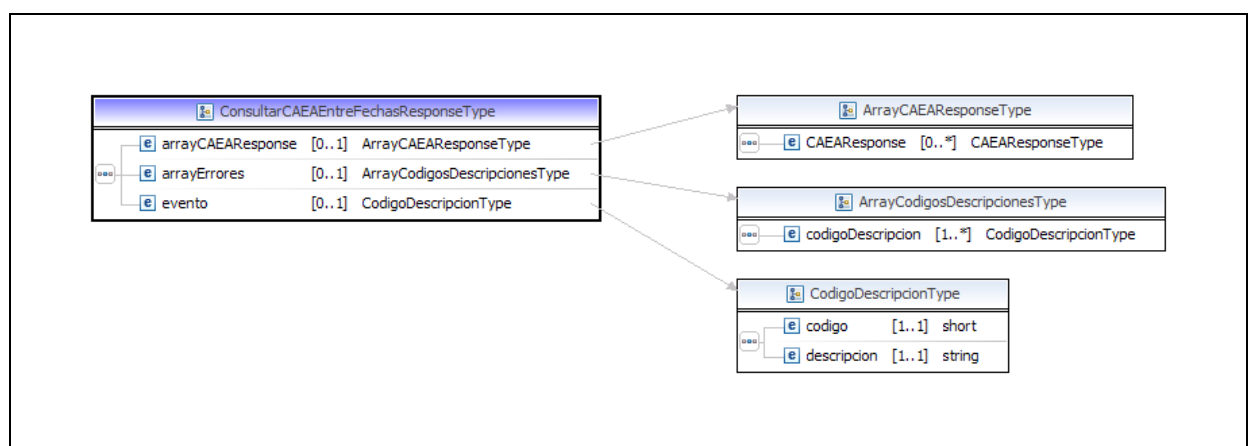 ConsultarCAEAEntreFechasResponseType
e arrayCAEAResponse [0..1] ArrayCAEAResponseType
e arrayErrores [0..1] ArrayCodigosDescripcionesType
e evento [0..1] CodigoDescripcionType
ArrayCAEAResponseType
e CAEAResponse [0..*] CAEAResponseType
ArrayCodigosDescripcionesType
e codigoDescripcion [1..*] CodigoDescripcionType
CodigoDescripcionType
e codigo [1..1] short
e descripcion [1..1] string